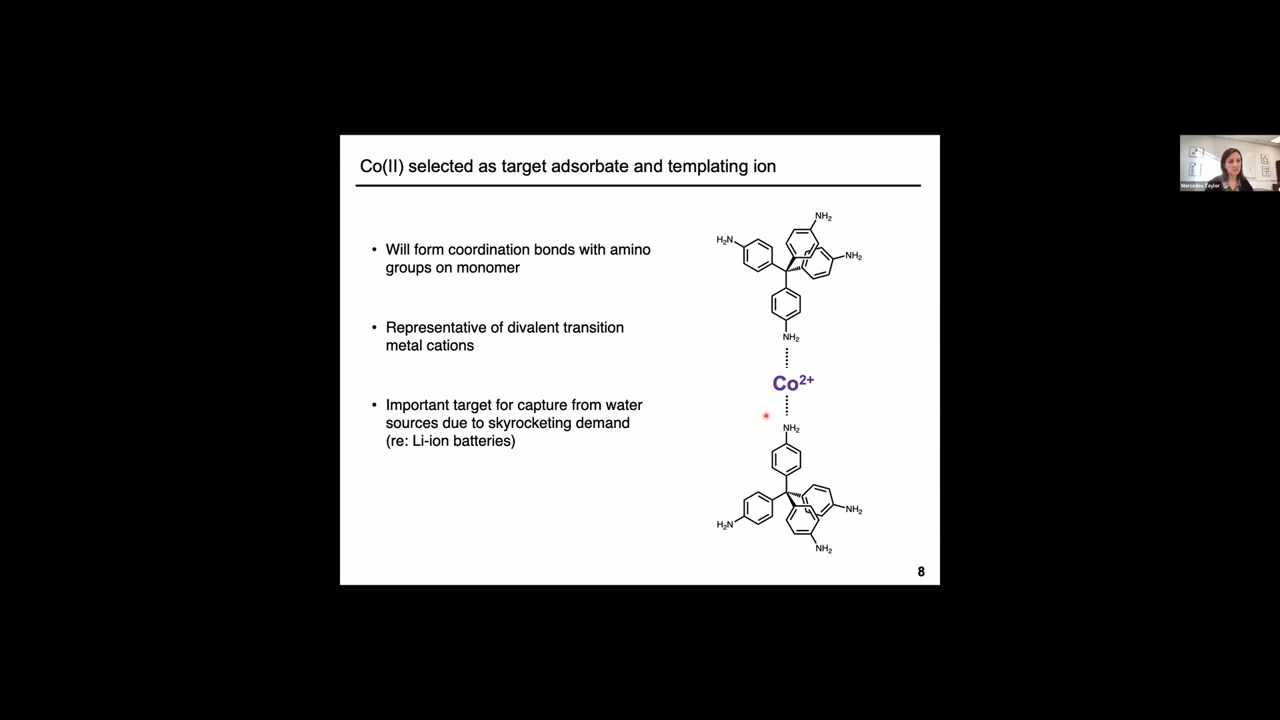 Co(II) selected as target adsorbate and templating ion
• Will form coordination bonds with amino
groups on monomer
• Representative of divalent transition
metal cations
• Important target for capture from water
sources due to skyrocketing demand
(re: Li-ion batteries)
NH₂
H₂N
NH₂
NH₂
Co²⁺
NH₂
NH₂
H₂N
NH₂
8
Mercedes Taylor